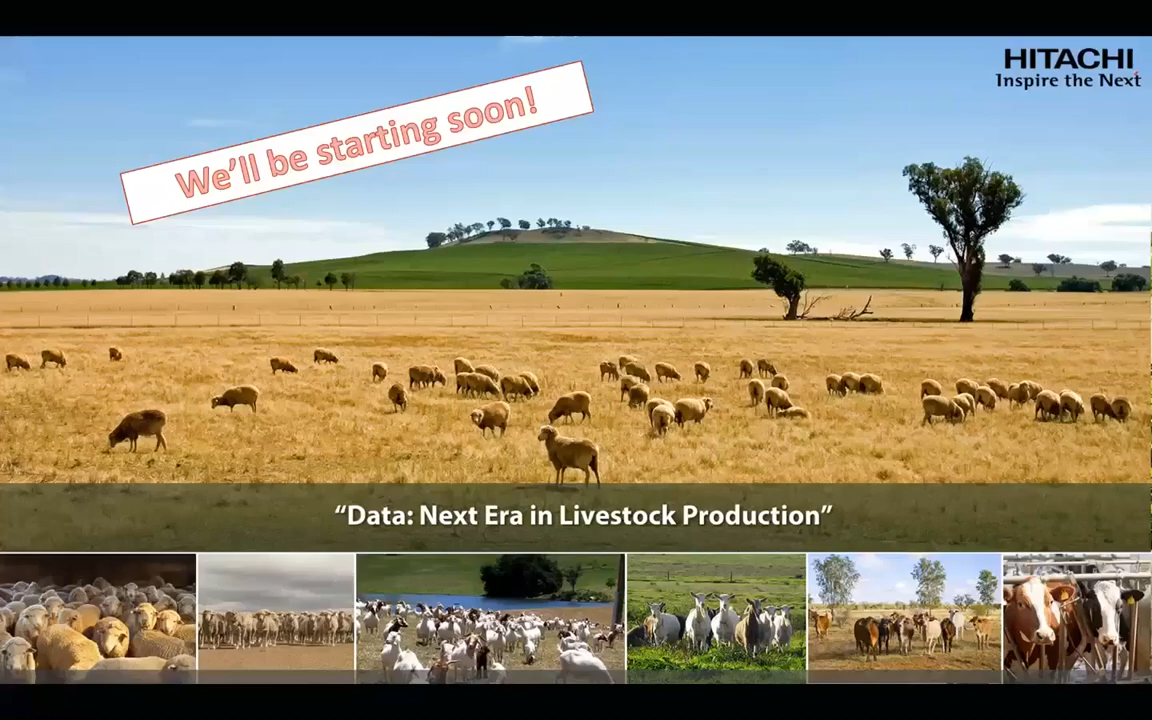 HITACHI
Inspire the Next
We'll be starting soon!
“Data: Next Era in Livestock Production”